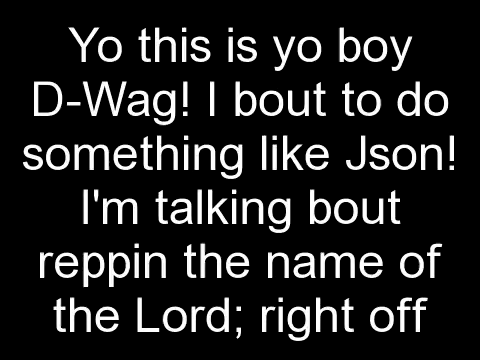 Yo this is yo boy
D-Wag! I bout to do
something like Json!
I'm talking bout
reppin the name of
the Lord; right off